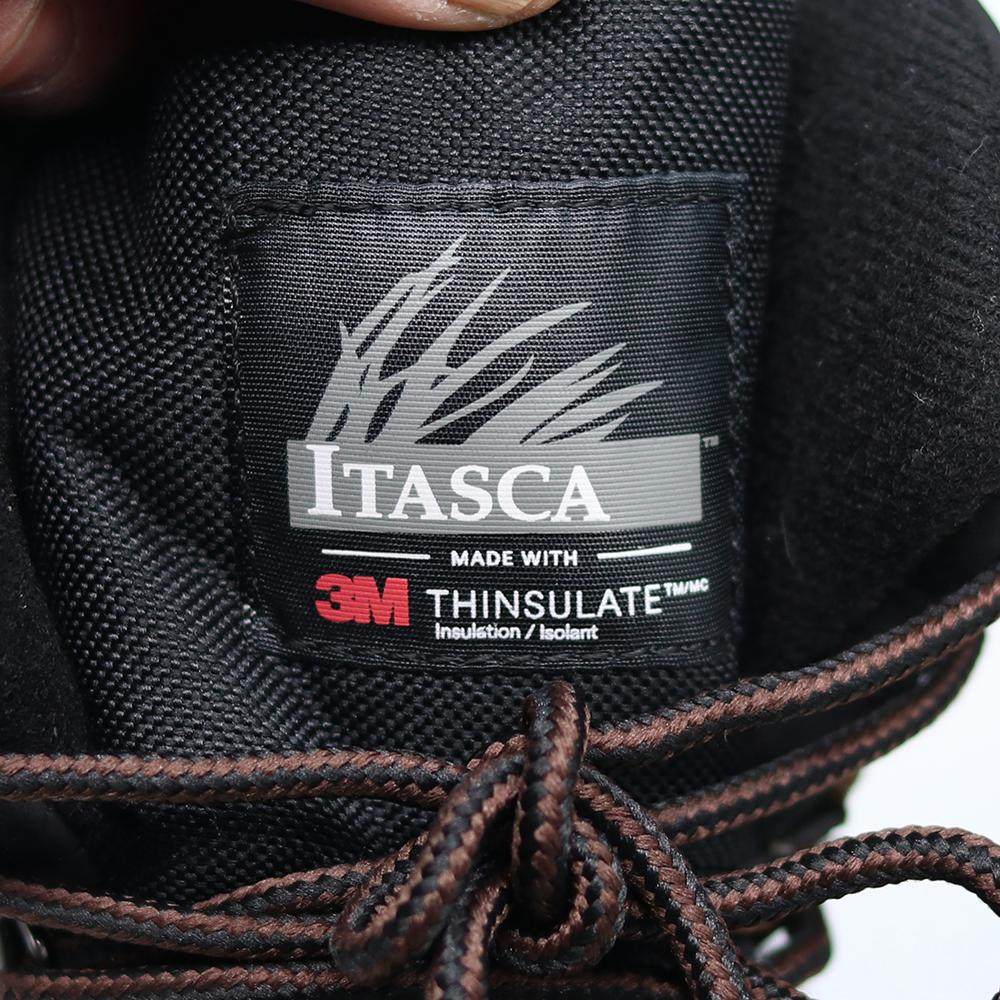 ITASCA™
MADE WITH
3M THINSULATE™/MC
Insulation / Isolant